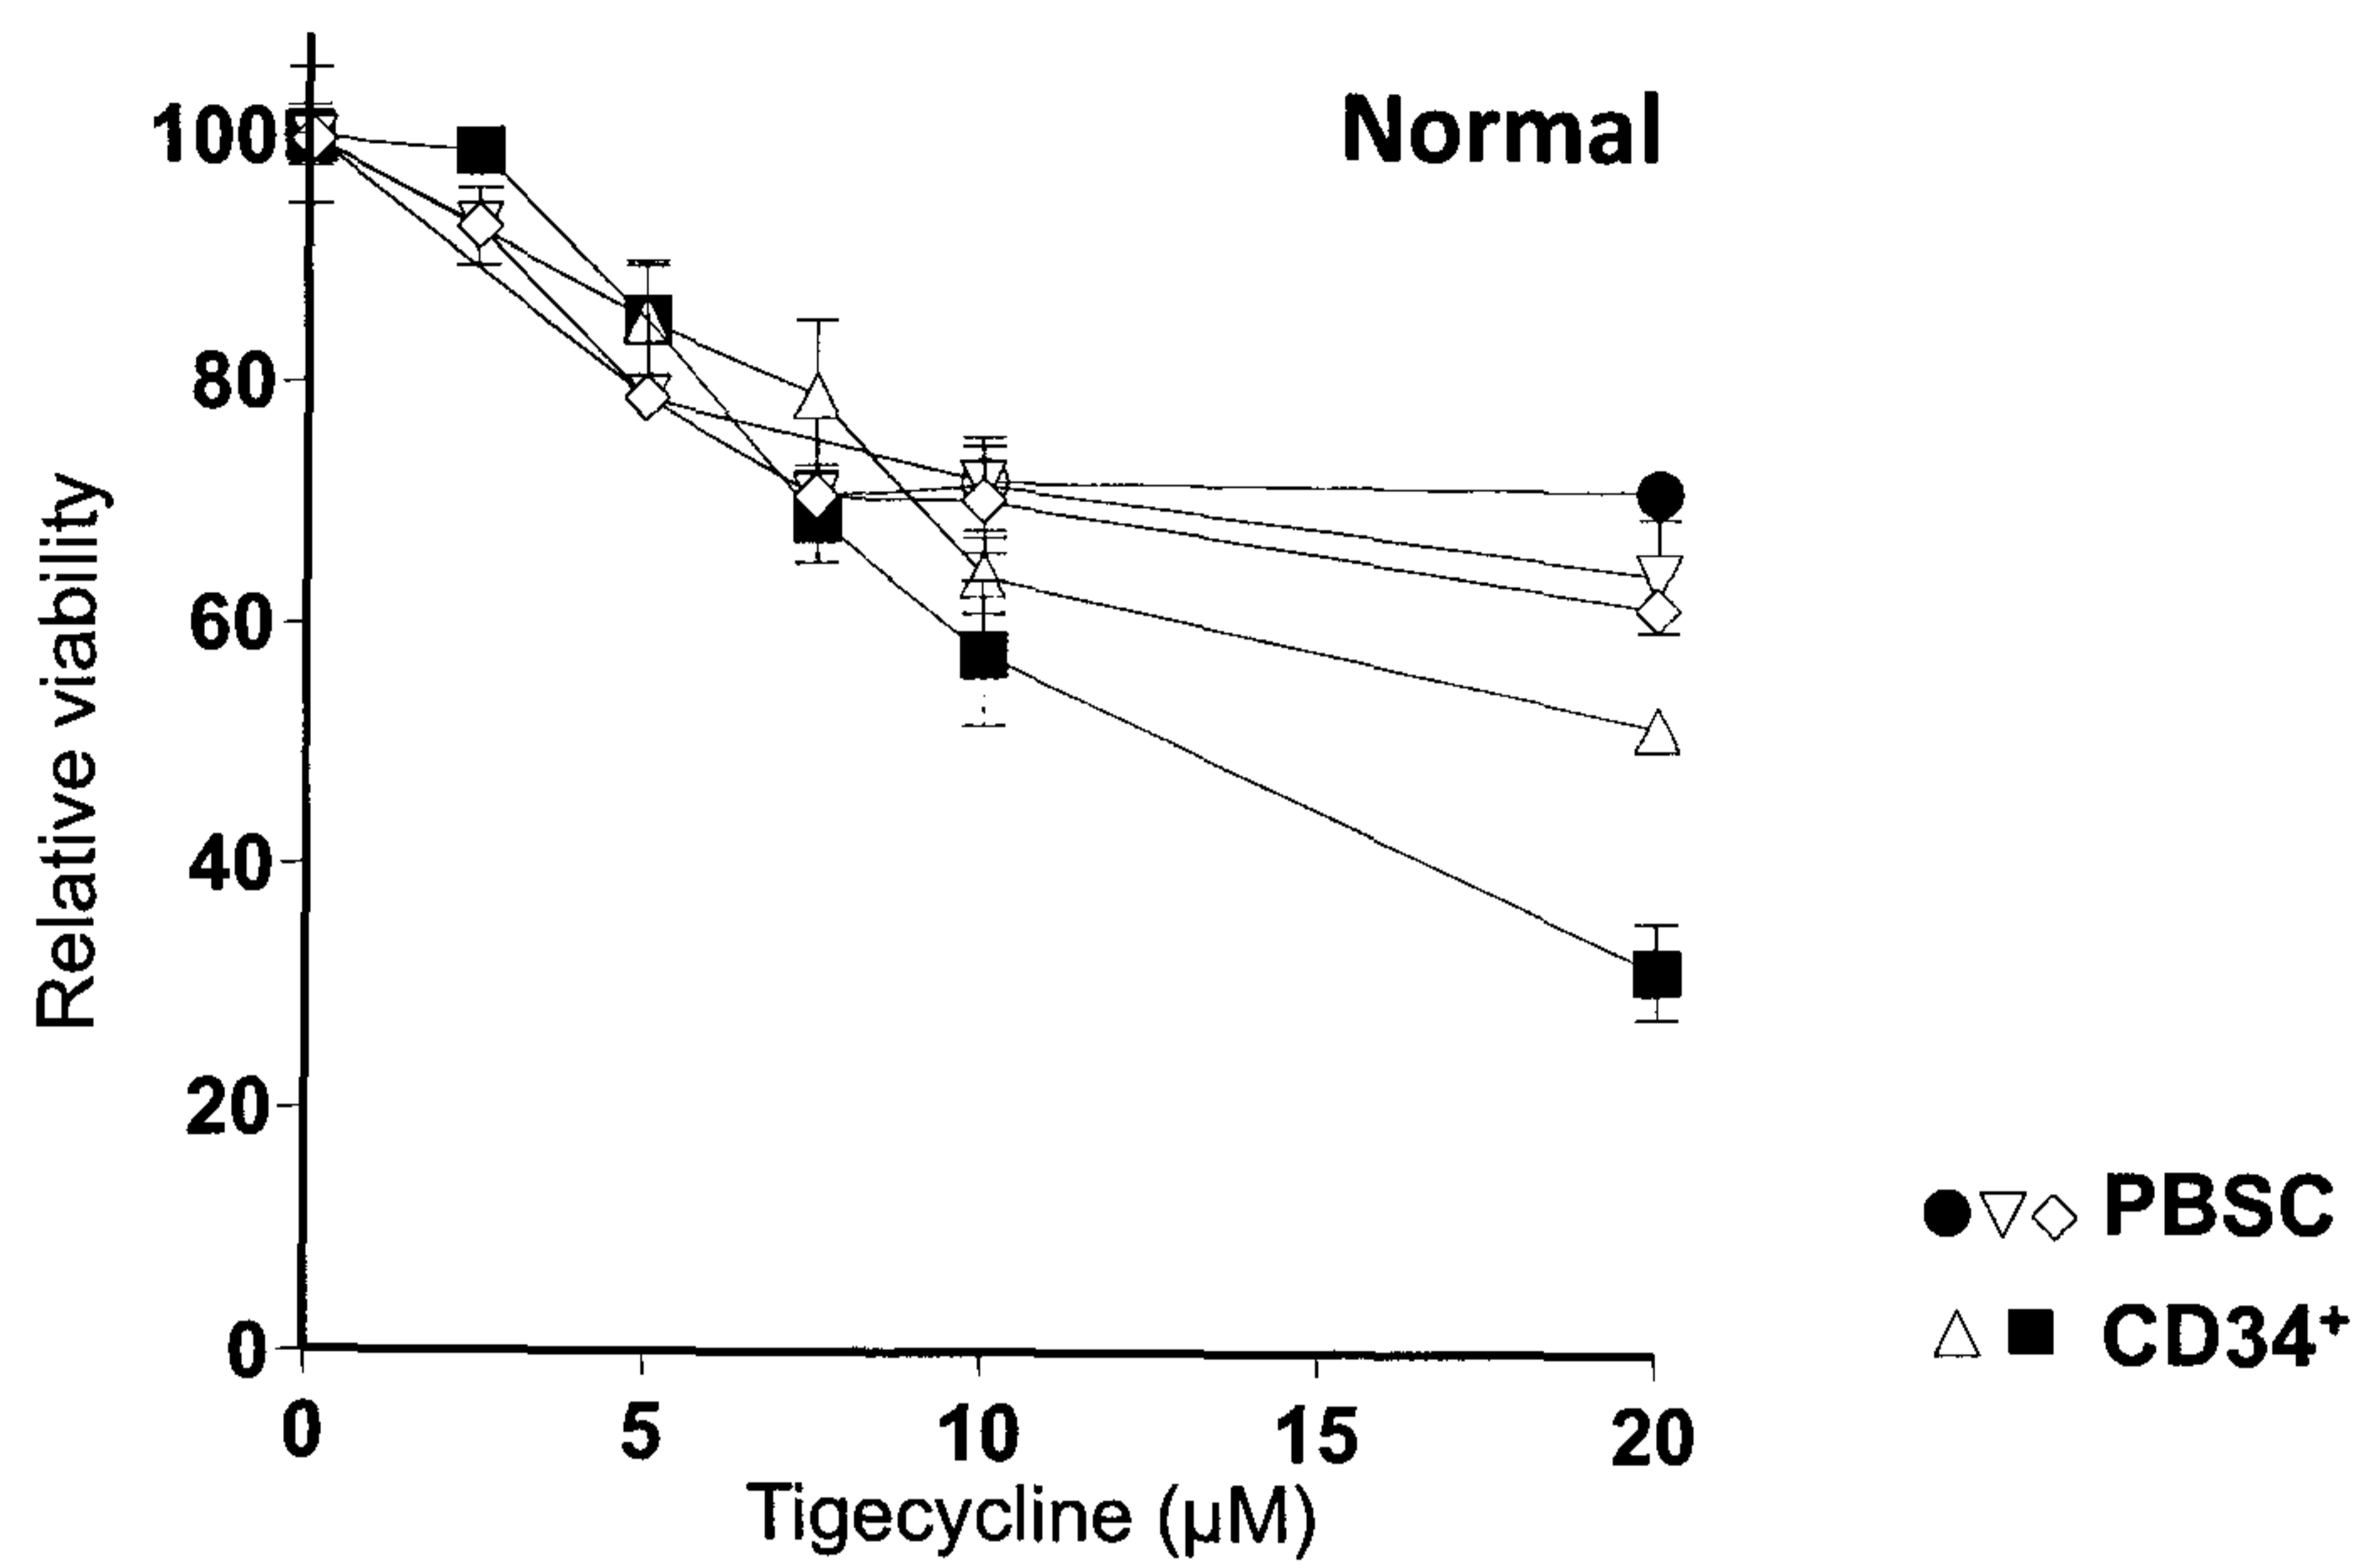 Normal
100
80
60
40
20
0
Relative viability
0 5 10 15 20
Tigecycline (µM)
PBSC
CD34⁺